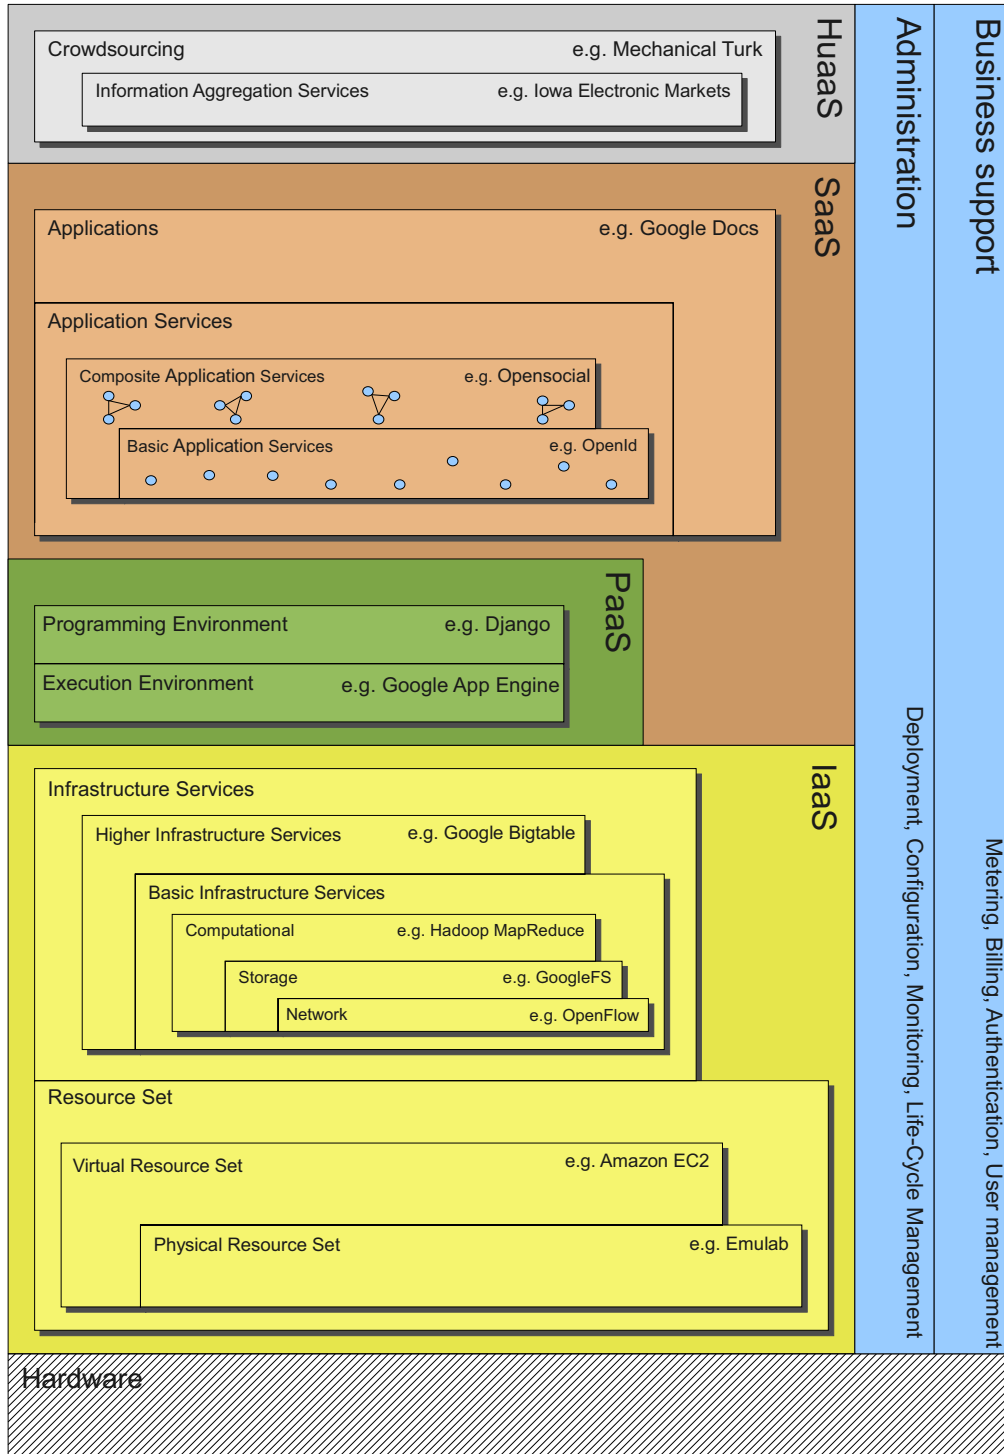 Crowdsourcing e.g. Mechanical Turk
Information Aggregation Services e.g. Iowa Electronic Markets
HuaaS
Applications e.g. Google Docs
Application Services
Composite Application Services e.g. Opensocial
Basic Application Services e.g. OpenId
SaaS
Programming Environment e.g. Django
Execution Environment e.g. Google App Engine
PaaS
Infrastructure Services
Higher Infrastructure Services e.g. Google Bigtable
Basic Infrastructure Services
Computational e.g. Hadoop MapReduce
Storage e.g. GoogleFS
Network e.g. OpenFlow
Resource Set
Virtual Resource Set e.g. Amazon EC2
Physical Resource Set e.g. Emulab
IaaS
Hardware
Administration
Deployment, Configuration, Monitoring, Life-Cycle Management
Business support
Metering, Billing, Authentication, User management